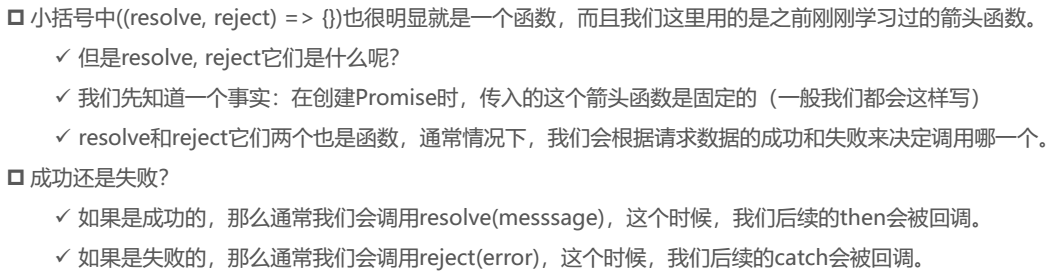 小括号中((resolve, reject) => {})也很明显就是一个函数，而且我们这里用的是之前刚刚学习过的箭头函数。
✓ 但是resolve, reject它们是什么呢？
✓ 我们先知道一个事实：在创建Promise时，传入的这个箭头函数是固定的（一般我们都会这样写）
✓ resolve和reject它们两个也是函数，通常情况下，我们会根据请求数据的成功和失败来决定调用哪一个。
成功还是失败？
✓ 如果是成功的，那么通常我们会调用resolve(messsage)，这个时候，我们后续的then会被回调。
✓ 如果是失败的，那么通常我们会调用reject(error)，这个时候，我们后续的catch会被回调。